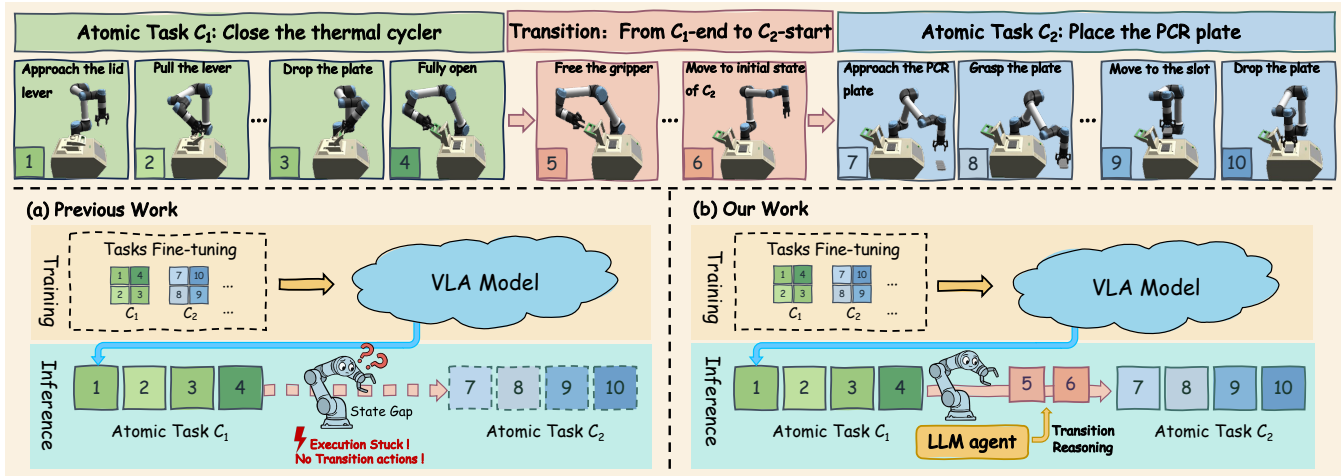 Atomic Task C₁: Close the thermal cycler
Transition: From C₁-end to C₂-start
Atomic Task C₂: Place the PCR plate
Approach the lid
lever
1
Pull the lever
2
...
Drop the plate
3
Fully open
4
Free the gripper
5
...
Move to initial state
of C₂
6
Approach the PCR
plate
7
Grasp the plate
8
...
Move to the slot
9
Drop the plate
10
(a) Previous Work
Training
Tasks Fine-tuning
1 4 7 10
2 3 8 9 ...
C₁ C₂ ...
VLA Model
Inference
1 2 3 4
??
State Gap
7 8 9 10
Atomic Task C₁
Atomic Task C₂
Execution Stuck !
No Transition actions !
(b) Our Work
Training
Tasks Fine-tuning
1 4 7 10
2 3 8 9 ...
C₁ C₂ ...
VLA Model
Inference
1 2 3 4 5 6 7 8 9 10
Atomic Task C₁
LLM agent
Transition
Reasoning
Atomic Task C₂